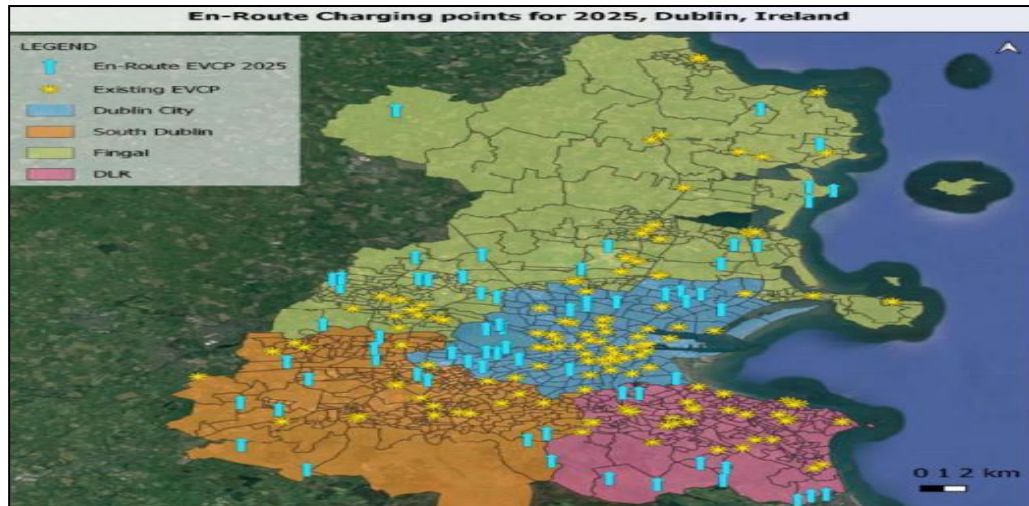 En-Route Charging points for 2025, Dublin, Ireland
LEGEND
En-Route EVCP 2025
Existing EVCP
Dublin City
South Dublin
Fingal
DLR
0 1 2 km